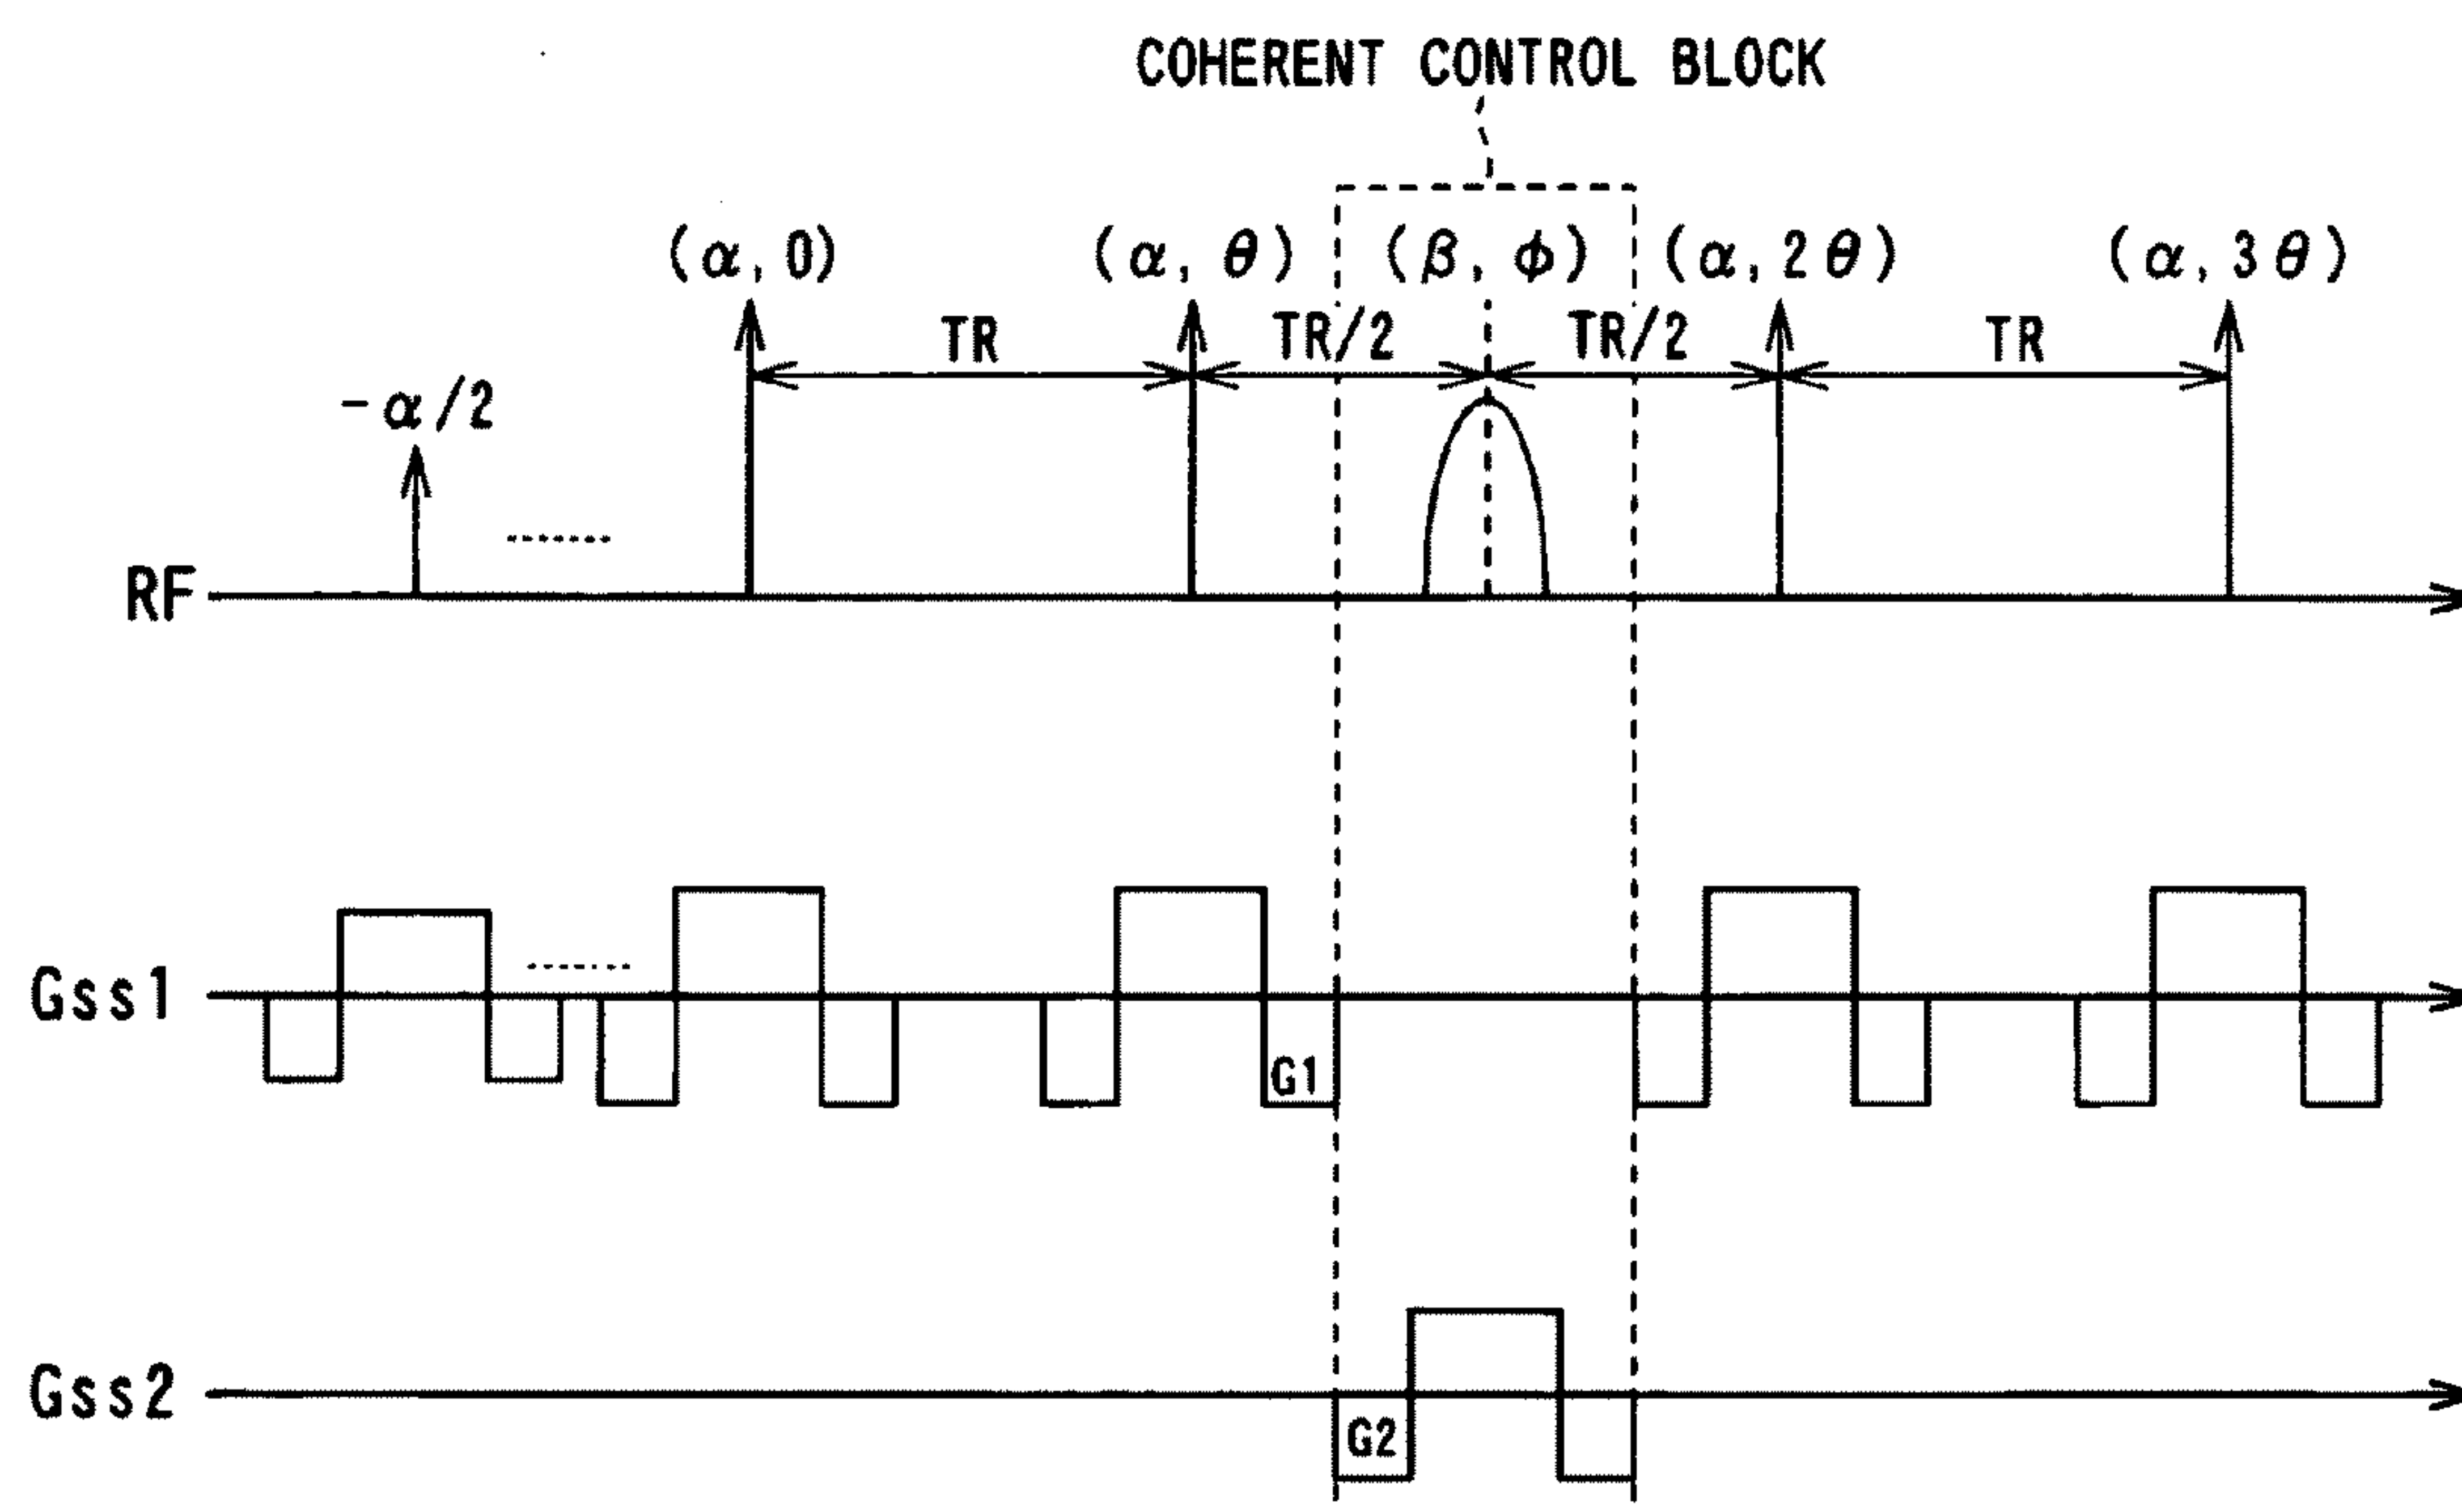 COHERENT CONTROL BLOCK
(α, 0) (α, θ) (β, φ) (α, 2θ) (α, 3θ)
TR TR/2 TR/2 TR
-α/2
RF
Gss1
G1
Gss2
G2